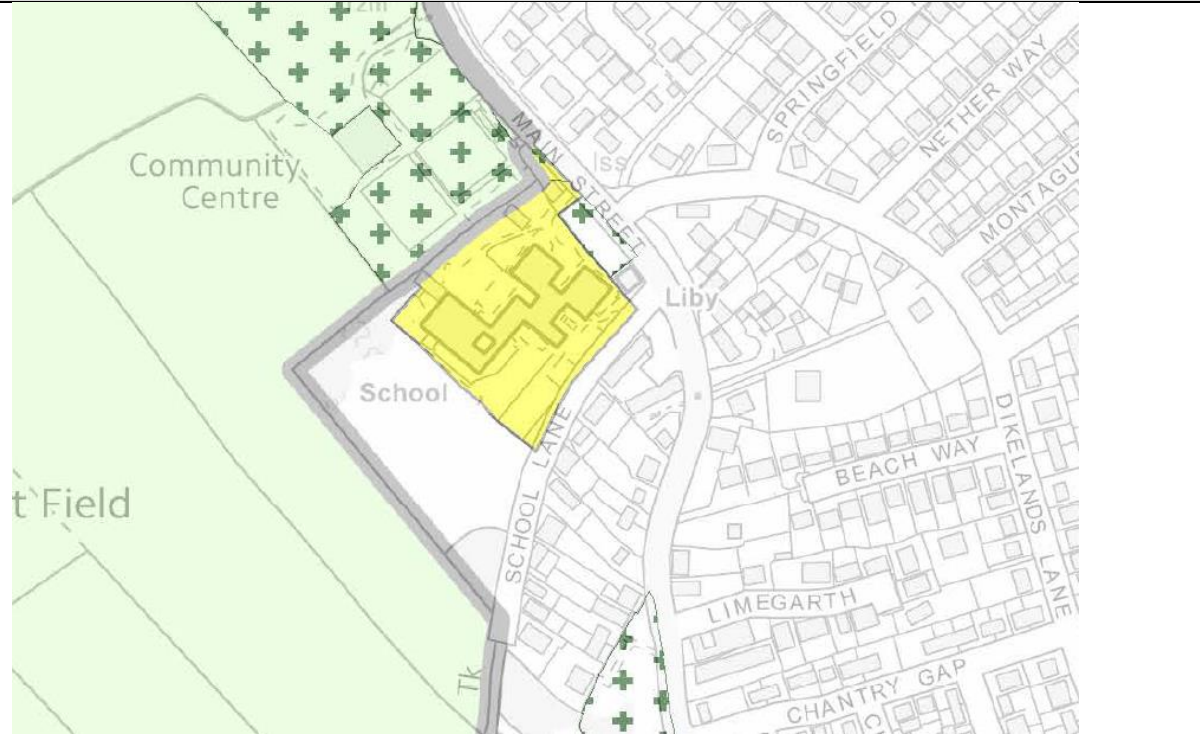 12m
MAIN STREET
SPRINGFIELD
NETHER WAY
MONTAGU
Iss
Community
Centre
Liby
School
SCHOOL LANE
t Field
BEACH WAY
DIKELANDS LANE
LIMEGARTH
Tk
CHANTRY GAP